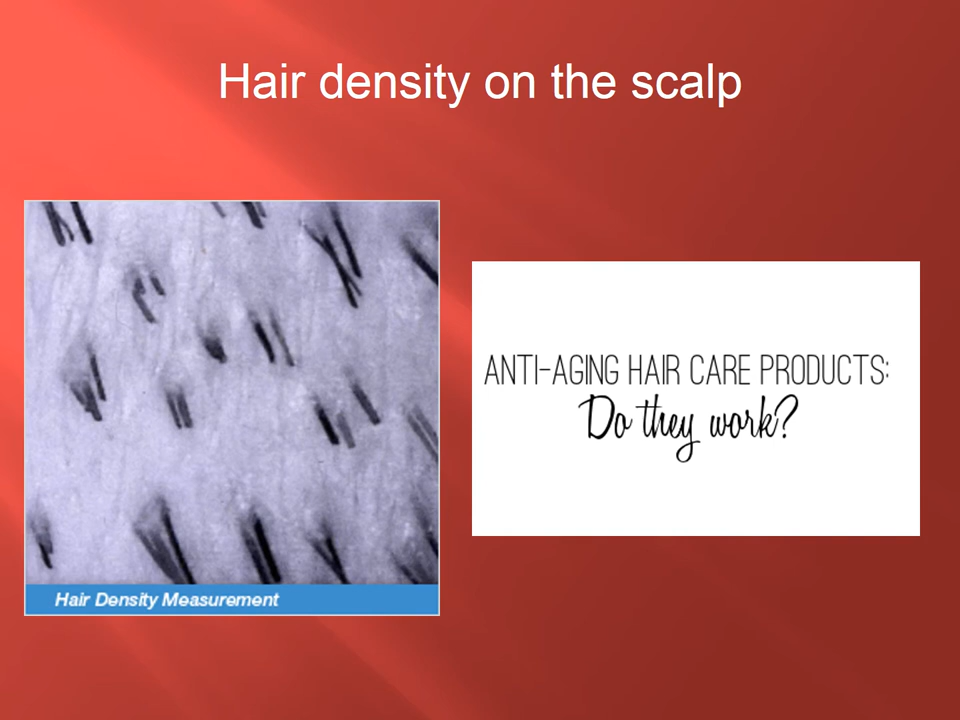 Hair density on the scalp
Hair Density Measurement
ANTI-AGING HAIR CARE PRODUCTS:
Do they work?